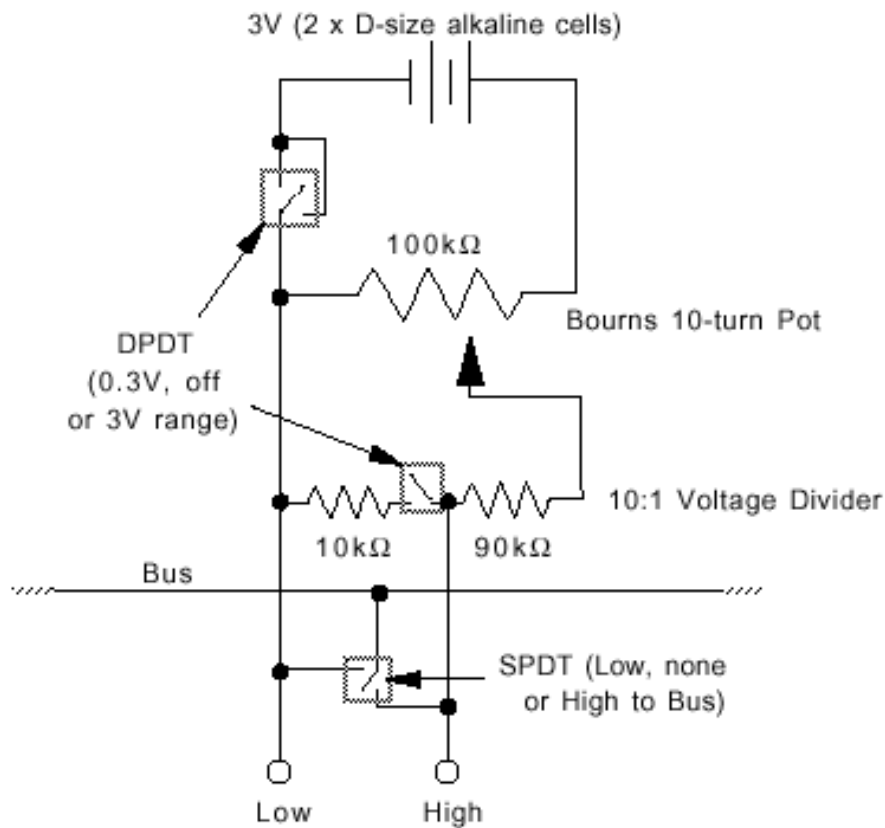 3V (2 x D-size alkaline cells)
100kΩ
Bourns 10-turn Pot
DPDT
(0.3V, off
or 3V range)
10:1 Voltage Divider
10kΩ
90kΩ
Bus
SPDT (Low, none
or High to Bus)
Low
High